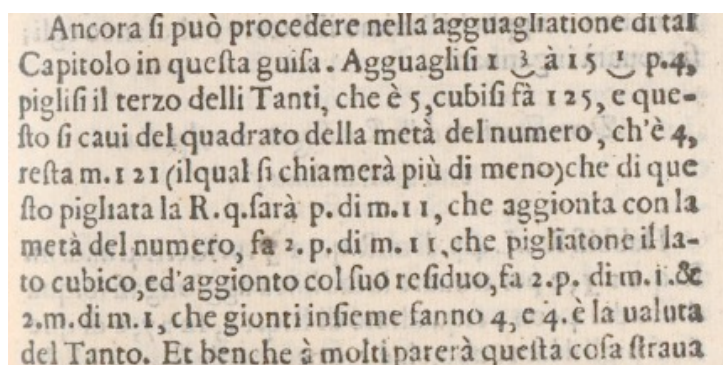 Ancora ſi può procedere nella agguagliatione di tal
Capitolo in queſta guiſa. Agguagliſi 1 3 à 15 1 p.4,
pigliſi il terzo delli Tanti, che è 5, cubiſi fà 125, e que-
ſto ſi caui del quadrato della metà del numero, ch'è 4,
reſta m.121 (ilqual ſi chiamerà più di meno) che di que
ſto pigliata la R.q. ſarà p.di m.11, che aggionta con la
metà del numero, fa 2.p.di m.11, che pigliatone il la-
to cubico, ed'aggionto col ſuo reſiduo, fa 2.p. di m.1.&
2.m.di m.1, che gionti inſieme fanno 4, e 4. è la ualuta
del Tanto. Et benche à molti parerà queſta coſa ſtraua